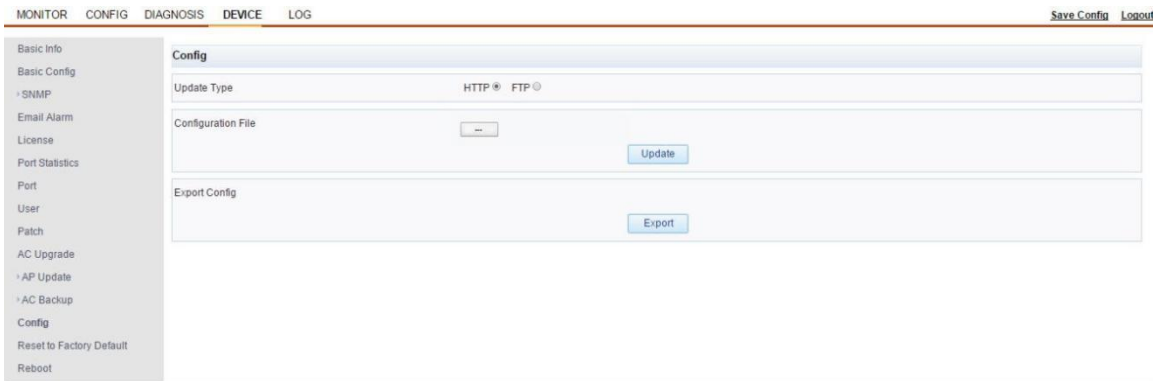 MONITOR CONFIG DIAGNOSIS DEVICE LOG Save Config Logout
Basic Info
Basic Config
SNMP
Email Alarm
License
Port Statistics
Port
User
Patch
AC Upgrade
AP Update
AC Backup
Config
Reset to Factory Default
Reboot
Config
Update Type HTTP FTP
Configuration File ...
Update
Export Config
Export